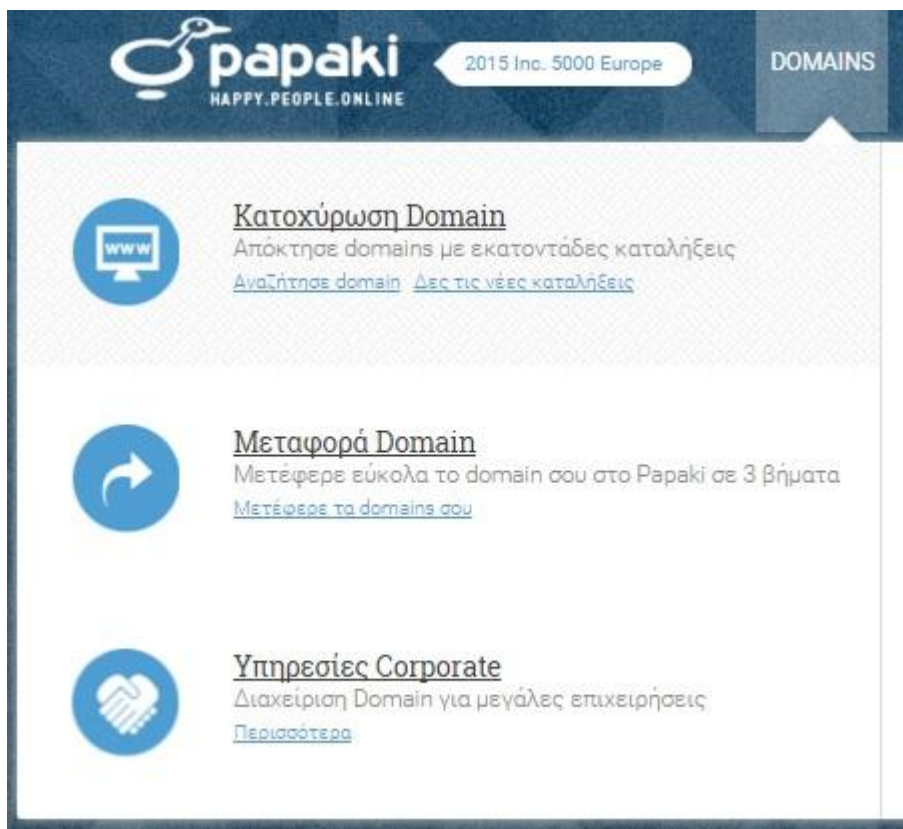 papaki
HAPPY.PEOPLE.ONLINE
2015 Inc. 5000 Europe
DOMAINS
www
Κατοχύρωση Domain
Απόκτησε domains με εκατοντάδες καταλήξεις
Αναζήτησε domain Δες τις νέες καταλήξεις
Μεταφορά Domain
Μετέφερε εύκολα το domain σου στο Papaki σε 3 βήματα
Μετέφερε τα domains σου
Υπηρεσίες Corporate
Διαχείριση Domain για μεγάλες επιχειρήσεις
Περισσότερα